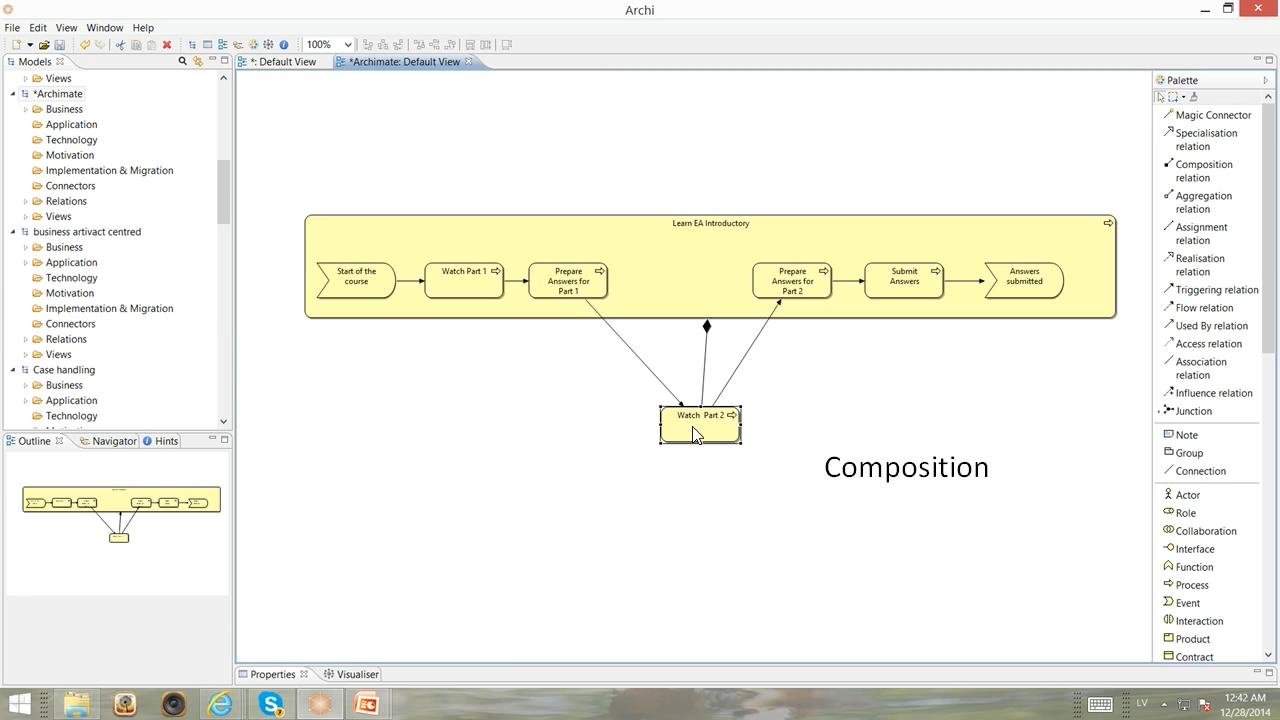 Archi
File Edit View Window Help
100%
Models
*: Default View
*Archimate: Default View
Views
*Archimate
Business
Application
Technology
Motivation
Implementation & Migration
Connectors
Relations
Views
business artivact centred
Business
Application
Technology
Motivation
Implementation & Migration
Connectors
Relations
Views
Case handling
Business
Application
Technology
Outline
Navigator
Hints
Learn EA Introductory
Start of the
course
Watch Part 1
Prepare
Answers for
Part 1
Prepare
Answers for
Part 2
Submit
Answers
Answers
submitted
Watch Part 2
Composition
Palette
Magic Connector
Specialisation
relation
Composition
relation
Aggregation
relation
Assignment
relation
Realisation
relation
Triggering relation
Flow relation
Used By relation
Access relation
Association
relation
Influence relation
Junction
Note
Group
Connection
Actor
Role
Collaboration
Interface
Function
Process
Event
Interaction
Product
Contract
Properties
Visualiser
LV
12:42 AM
12/28/2014